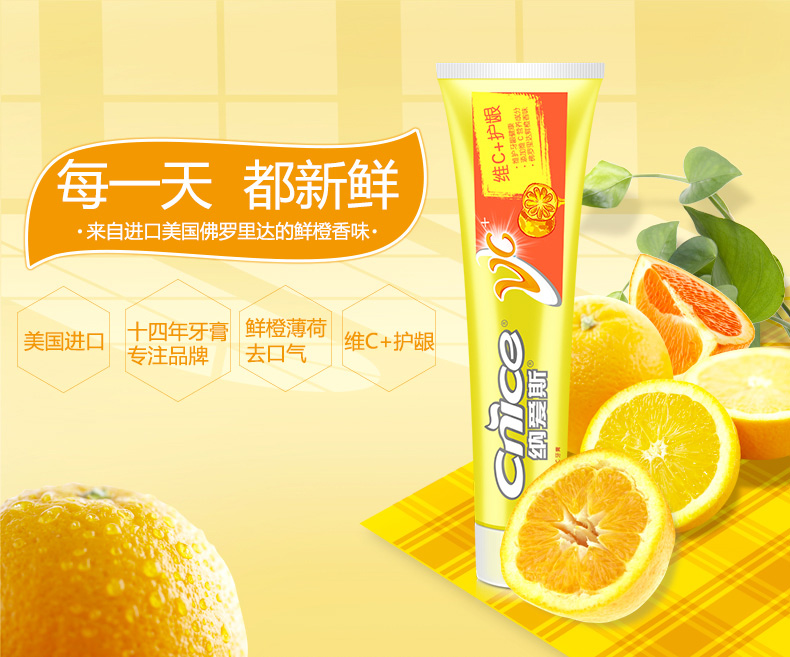 每一天 都新鲜
·来自进口美国佛罗里达的鲜橙香味·
美国进口
十四年牙膏
专注品牌
鲜橙薄荷
去口气
维C+护龈
维C+护龈
VC+
Cnice®
纳爱斯®